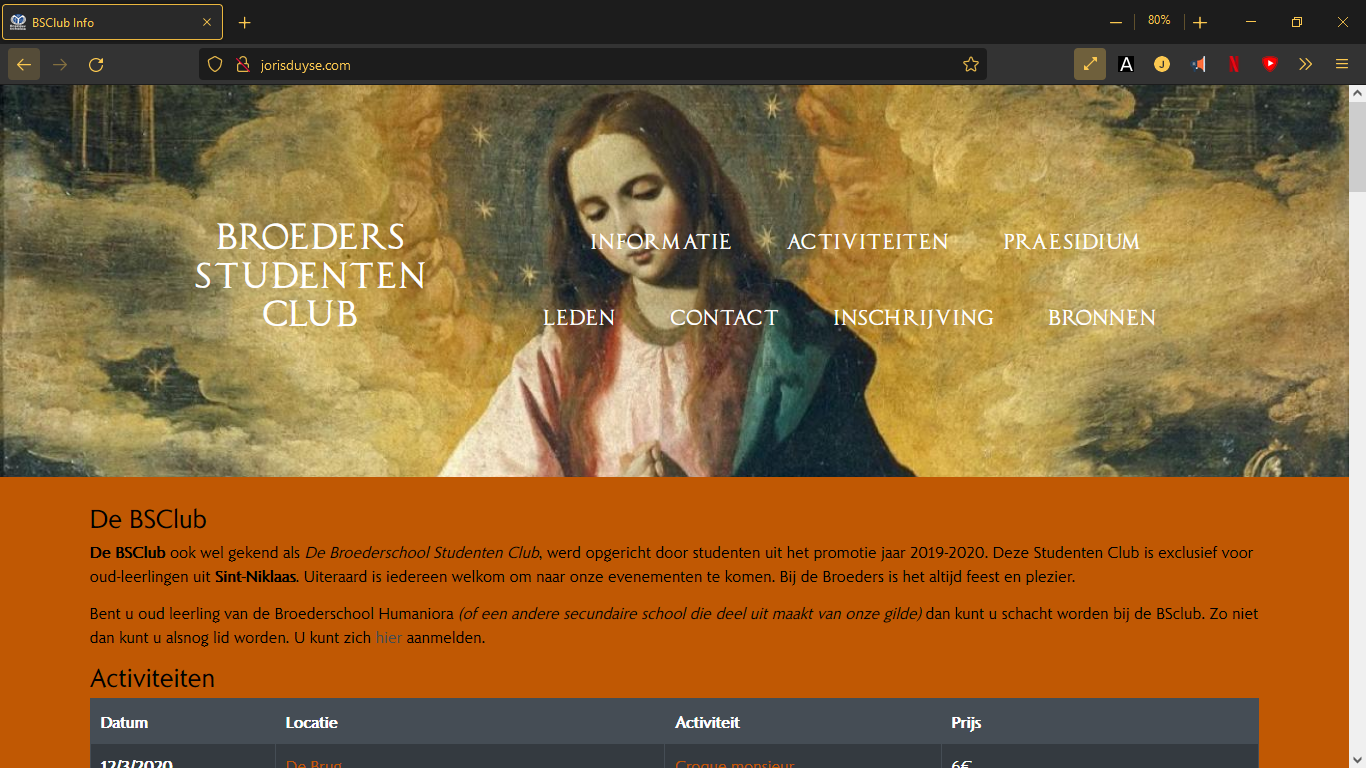 BSClub Info
80%
jorisduyse.com
BROEDERS
STUDENTEN
CLUB
INFORMATIE ACTIVITEITEN PRAESIDIUM
LEDEN CONTACT INSCHRIJVING BRONNEN
De BSClub
De BSClub ook wel gekend als De Broederschool Studenten Club, werd opgericht door studenten uit het promotie jaar 2019-2020. Deze Studenten Club is exclusief voor
oud-leerlingen uit Sint-Niklaas. Uiteraard is iedereen welkom om naar onze evenementen te komen. Bij de Broeders is het altijd feest en plezier.
Bent u oud leerling van de Broederschool Humaniora (of een andere secundaire school die deel uit maakt van onze gilde) dan kunt u schacht worden bij de BSclub. Zo niet
dan kunt u alsnog lid worden. U kunt zich hier aanmelden.
Activiteiten
Datum Locatie Activiteit Prijs
12/3/2020 De Brug Croque monsieur 6€